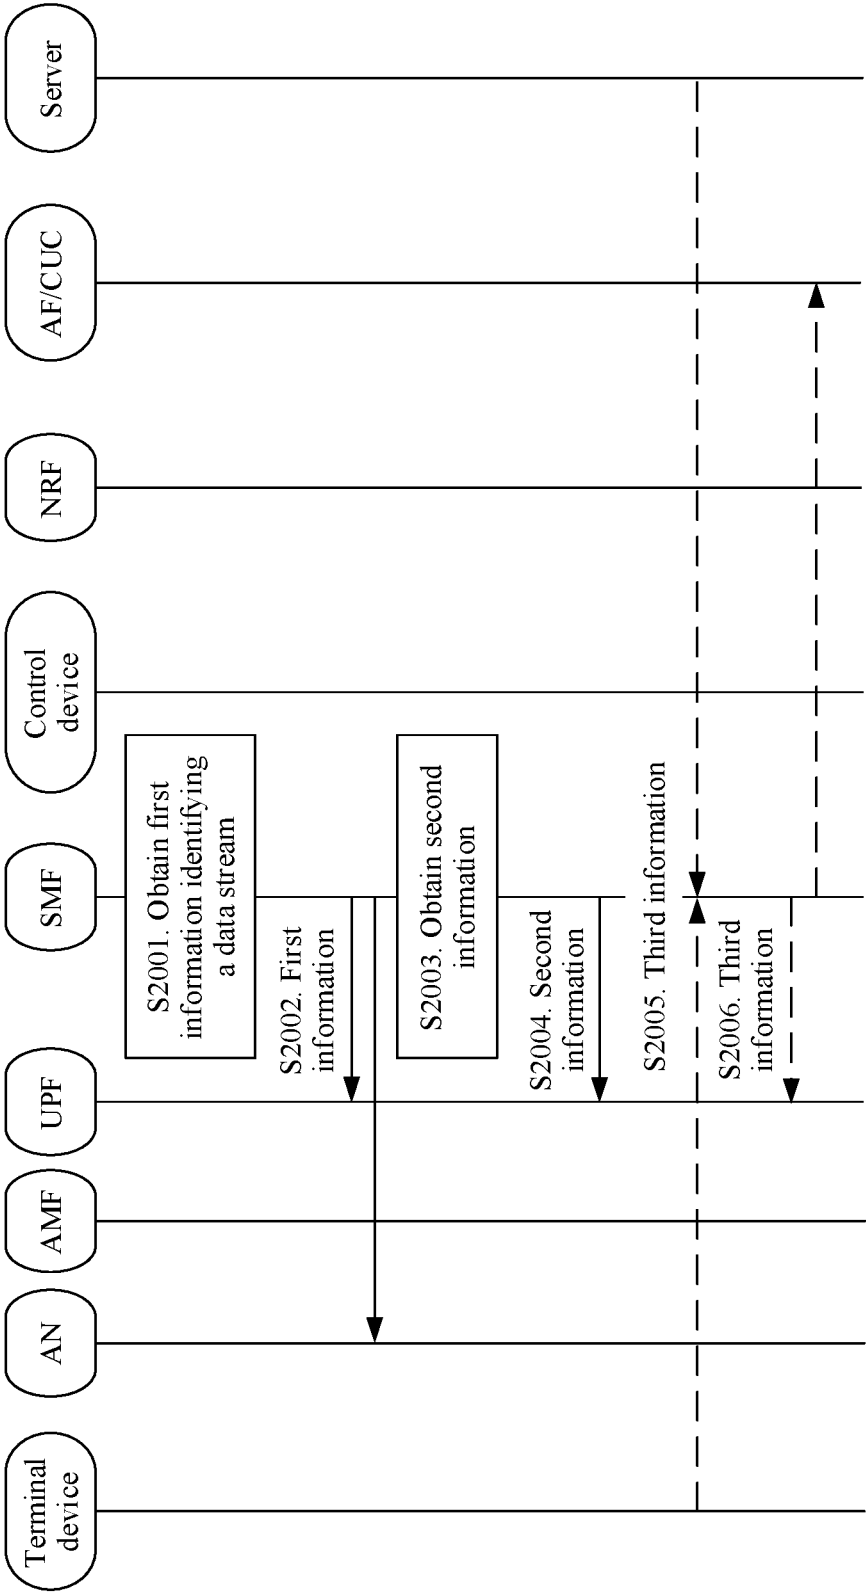 Terminal
device
AN
AMF
UPF
SMF
Control
device
NRF
AF/CUC
Server
S2001. Obtain first
information identifying
a data stream
S2002. First
information
S2003. Obtain second
information
S2004. Second
information
S2005. Third information
S2006. Third
information